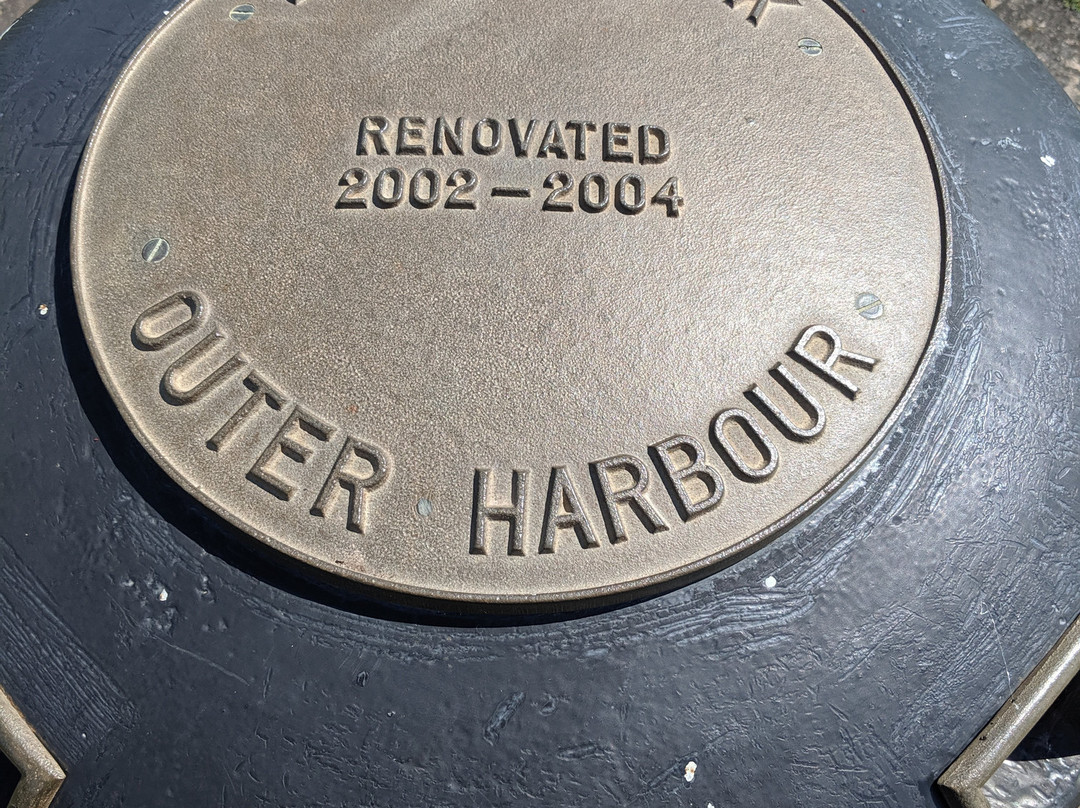 RENOVATED
2002 – 2004
OUTER HARBOUR